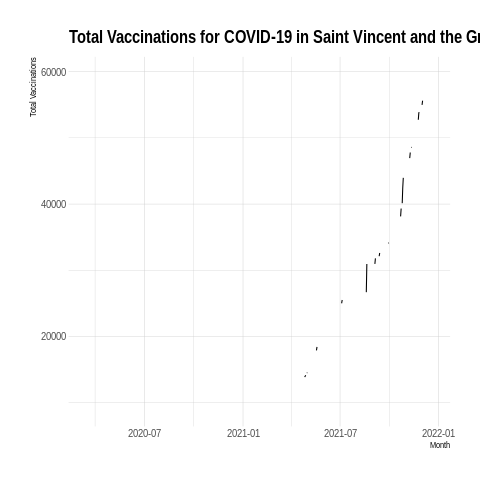 Total Vaccinations for COVID-19 in Saint Vincent and the Gr
Total Vaccinations
60000
40000
20000
2020-07
2021-01
2021-07
2022-01
Month